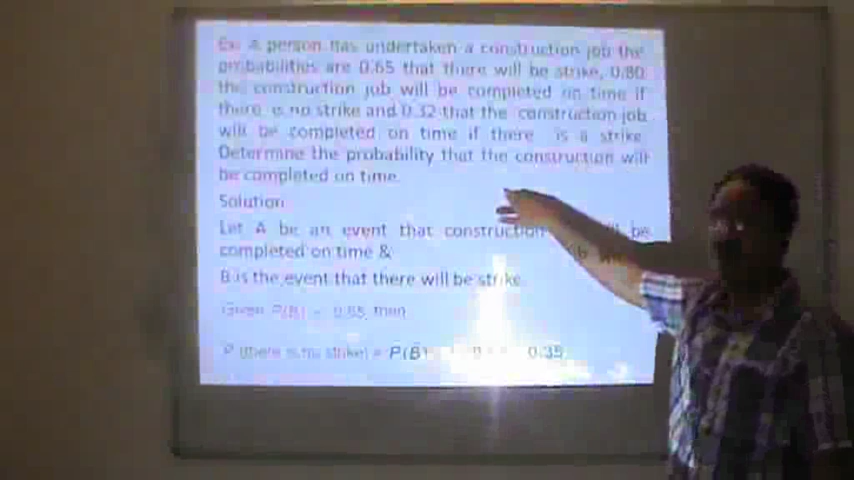 Ex. A person has undertaken a construction job the
probabilities are 0.65 that there will be strike, 0.80
the construction job will be completed on time if
there is no strike and 0.32 that the construction job
will be completed on time if there is a strike.
Determine the probability that the construction will
be completed on time.
Solution
Let A be an event that construction will be
completed on time &
B is the event that there will be strike.
Given P(B) = 0.65 then
P (there is no strike) = P(B̄) 0.35